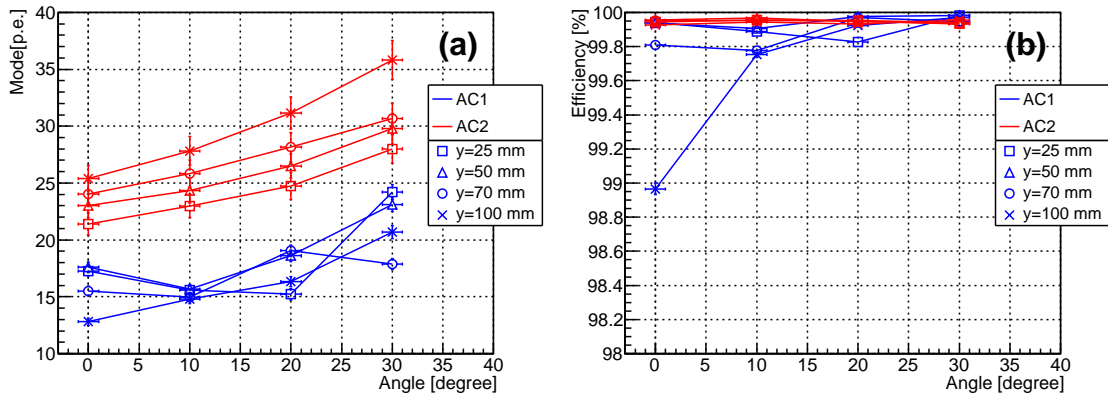 Mode[p.e.]
40
35
30
25
20
15
10
(a)
AC1
AC2
y=25 mm
y=50 mm
y=70 mm
y=100 mm
0 5 10 15 20 25 30 35 40
Angle [degree]
Efficiency [%]
100
99.8
99.6
99.4
99.2
99
98.8
98.6
98.4
98.2
98
(b)
AC1
AC2
y=25 mm
y=50 mm
y=70 mm
y=100 mm
0 5 10 15 20 25 30 35 40
Angle [degree]